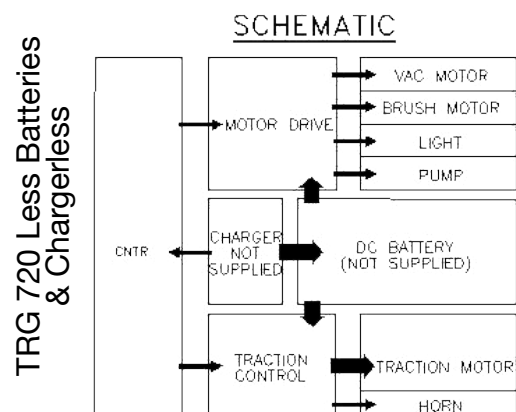 SCHEMATIC
TRG 720 Less Batteries
& Chargerless
CNTR
MOTOR DRIVE
VAC MOTOR
BRUSH MOTOR
LIGHT
PUMP
CHARGER
NOT
SUPPLIED
DC BATTERY
(NOT SUPPLIED)
TRACTION
CONTROL
TRACTION MOTOR
HORN